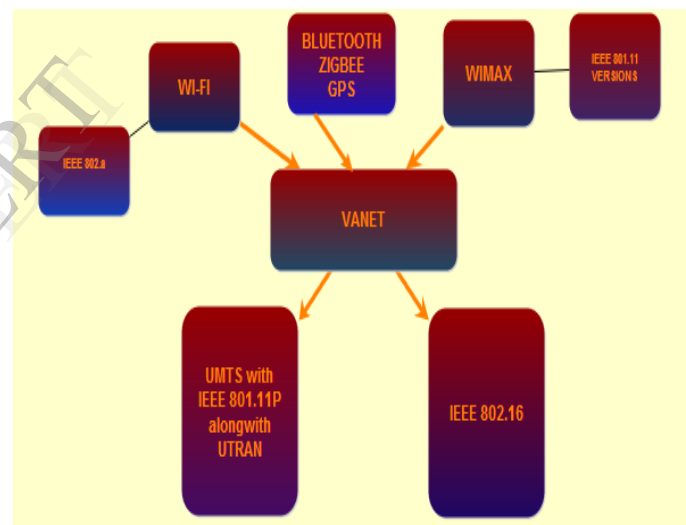 BLUETOOTH
ZIGBEE
GPS
WI-FI
WIMAX
IEEE 801.11
VERSIONS
IEEE 802.a
VANET
UMTS with
IEEE 801.11P
alongwith
UTRAN
IEEE 802.16
ERT